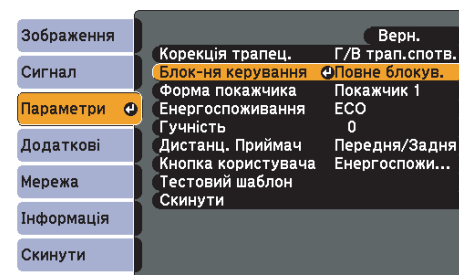 Зображення
Сигнал
Параметри
Додаткові
Мережа
Інформація
Скинути
Верн.
Корекція трапец. Г/В трап.спотв.
Блок-ня керування Повне блокув.
Форма покажчика Покажчик 1
Енергоспоживання ECO
Гучність 0
Дистанц. Приймач Передня/Задня
Кнопка користувача Енергоспожи...
Тестовий шаблон
Скинути